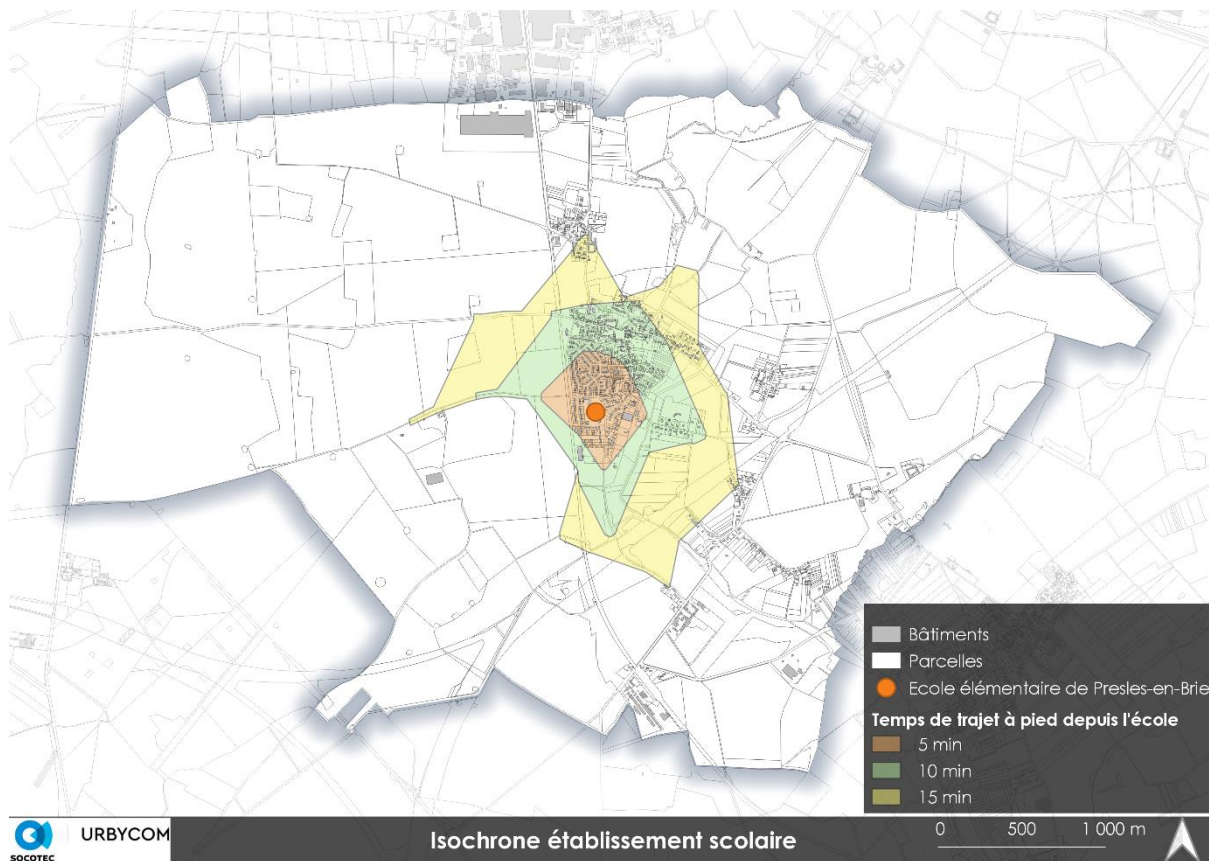 Bâtiments
Parcelles
Ecole élémentaire de Presles-en-Brie
Temps de trajet à pied depuis l'école
5 min
10 min
15 min
SOCOTEC
URBYCOM
Isochrone établissement scolaire
0 500 1 000 m